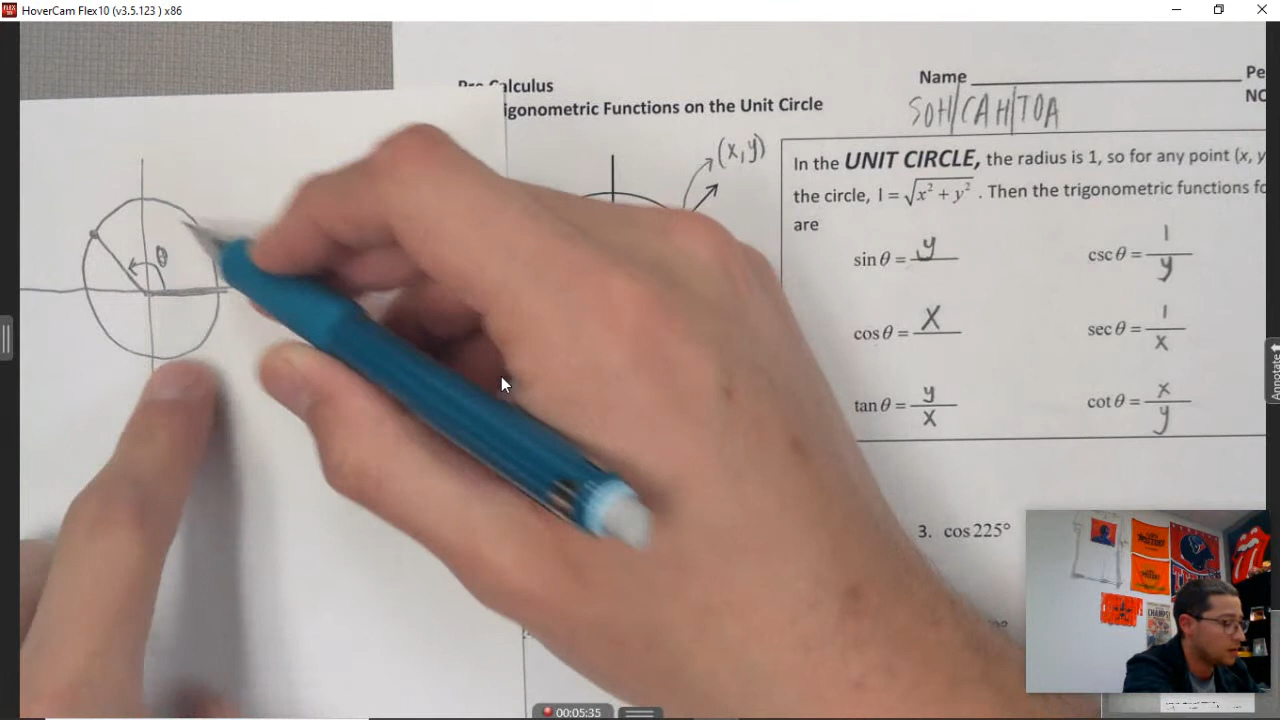 HoverCam Flex10 (v3.5.123 ) x86
Pre Calculus
Name
Trigonometric Functions on the Unit Circle
SOH/CAH/TOA
(x,y)
In the UNIT CIRCLE, the radius is 1, so for any point (x, y
the circle, 1 = √x² + y² . Then the trigonometric functions
are
sin θ = y
csc θ = 1/y
cos θ = x
sec θ = 1/x
tan θ = y/x
cot θ = x/y
θ
3. cos 225°
Annotate
00:05:35